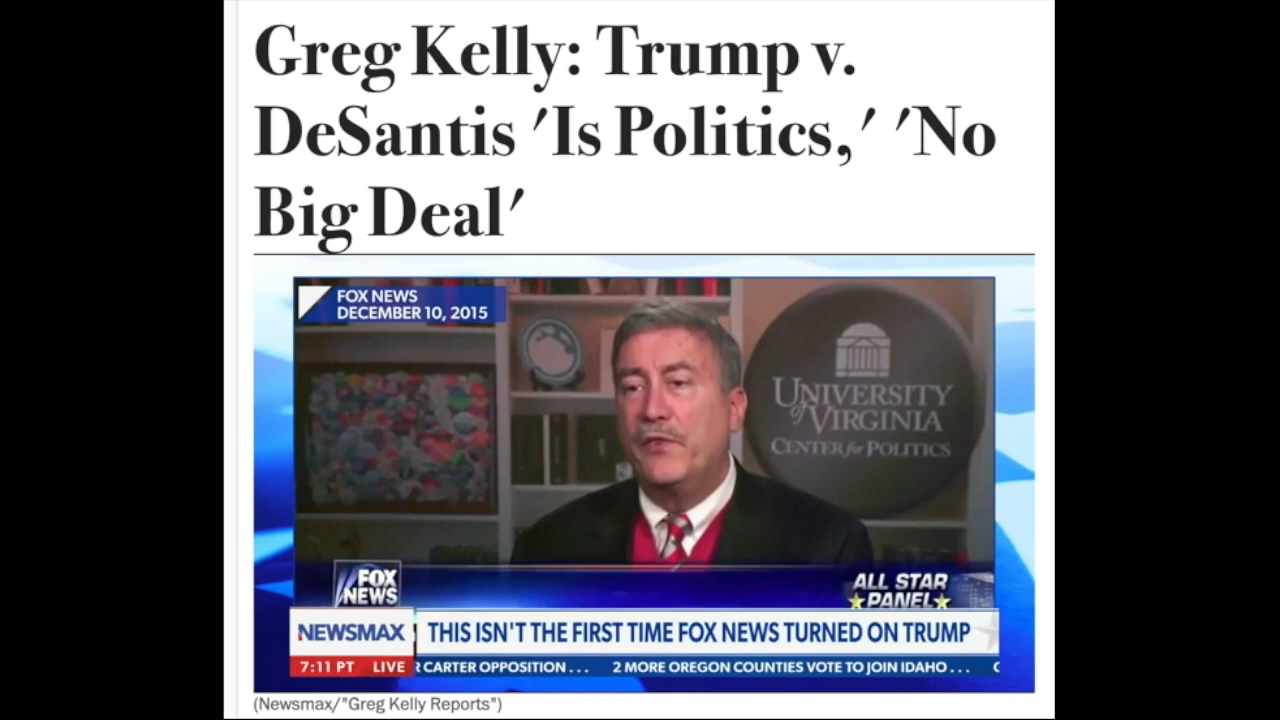 Greg Kelly: Trump v.
DeSantis 'Is Politics,' 'No
Big Deal'
FOX NEWS
DECEMBER 10, 2015
UNIVERSITY
of VIRGINIA
CENTER for POLITICS
FOX
NEWS
ALL STAR
PANEL
NEWSMAX
THIS ISN'T THE FIRST TIME FOX NEWS TURNED ON TRUMP
7:11 PT LIVE
R CARTER OPPOSITION . . . 2 MORE OREGON COUNTIES VOTE TO JOIN IDAHO . . .
(Newsmax/"Greg Kelly Reports")